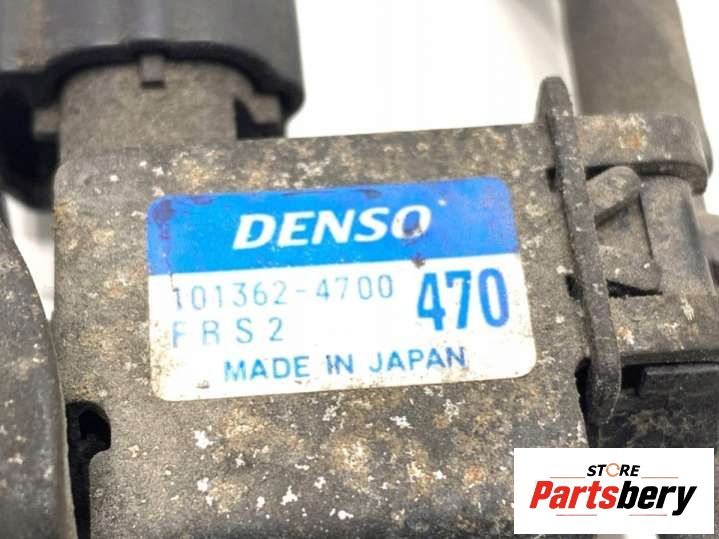 DENSO
101362-4700 470
FRS2
MADE IN JAPAN
STORE
Partsbery